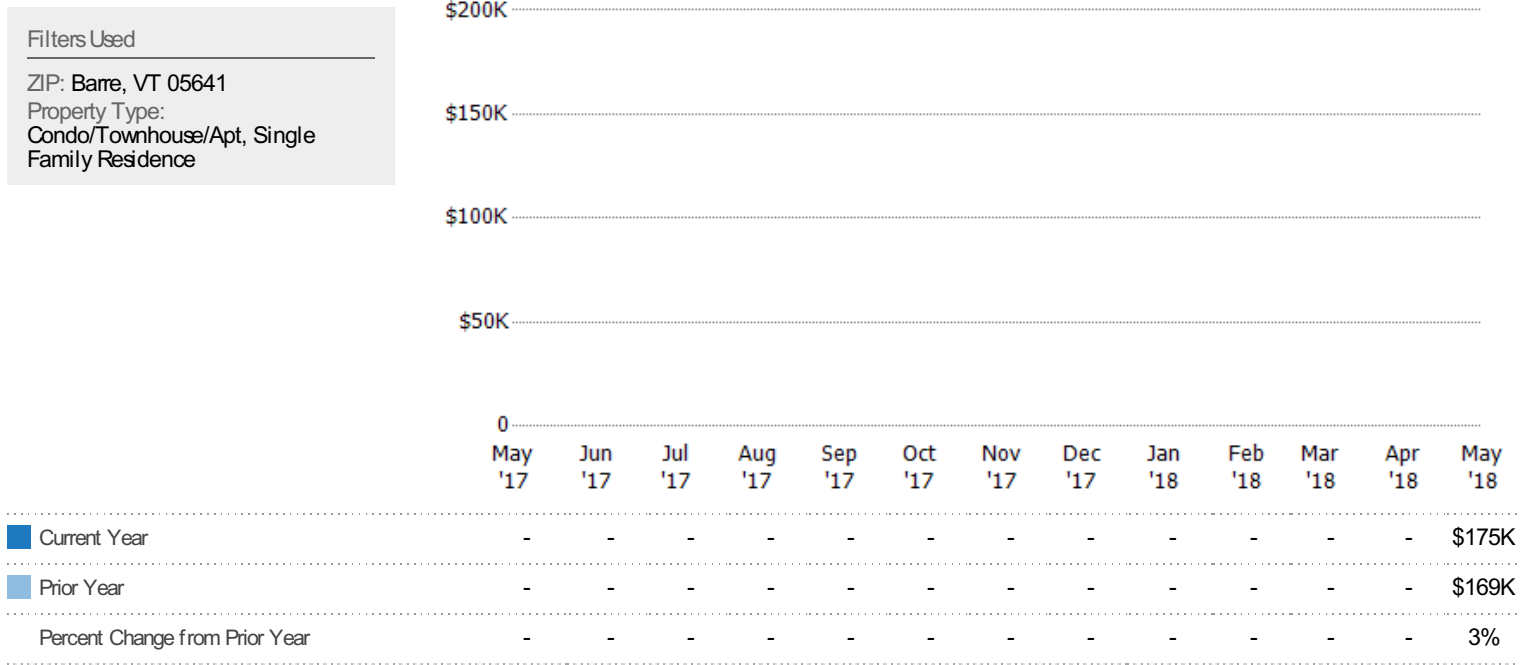 Filters Used
ZIP: Barre, VT 05641
Property Type:
Condo/Townhouse/Apt, Single
Family Residence
$200K
$150K
$100K
$50K
0
May Jun Jul Aug Sep Oct Nov Dec Jan Feb Mar Apr May
'17 '17 '17 '17 '17 '17 '17 '17 '18 '18 '18 '18 '18
Current Year - - - - - - - - - - - - $175K
Prior Year - - - - - - - - - - - - $169K
Percent Change from Prior Year - - - - - - - - - - - - 3%